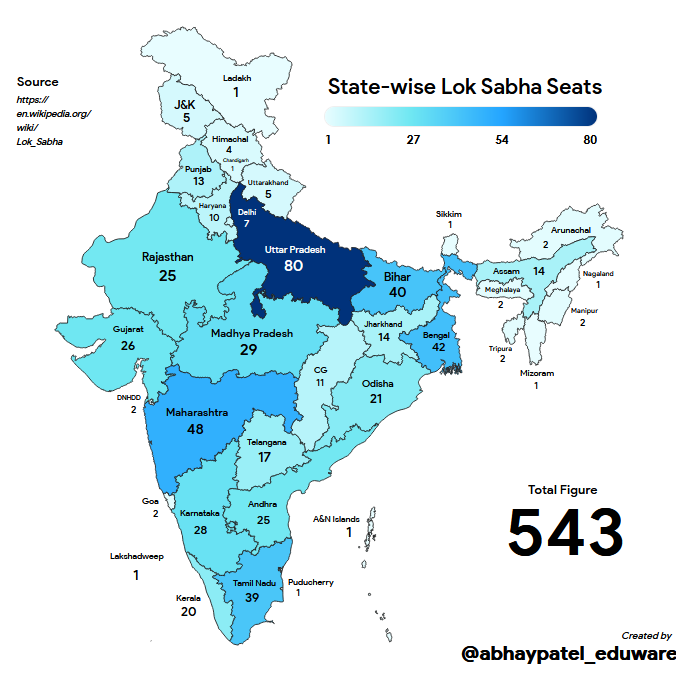 State-wise Lok Sabha Seats
1 27 54 80
Source
https://
en.wikipedia.org/
wiki/
Lok_Sabha
Ladakh
1
J&K
5
Himachal
4
Chandigarh
1
Punjab
13
Uttarakhand
5
Haryana
10
Delhi
7
Uttar Pradesh
80
Rajasthan
25
Sikkim
1
Arunachal
2
Assam 14
Nagaland
1
Meghalaya
2
Manipur
2
Tripura
2
Mizoram
1
Bihar
40
Jharkhand
14
Bengal
42
Gujarat
26
Madhya Pradesh
29
CG
11
Odisha
21
DNHDD
2
Maharashtra
48
Telangana
17
Goa
2
Karnataka
28
Andhra
25
A&N Islands
1
Lakshadweep
1
Kerala
20
Tamil Nadu
39
Puducherry
1
Total Figure
543
Created by
@abhaypatel_eduware